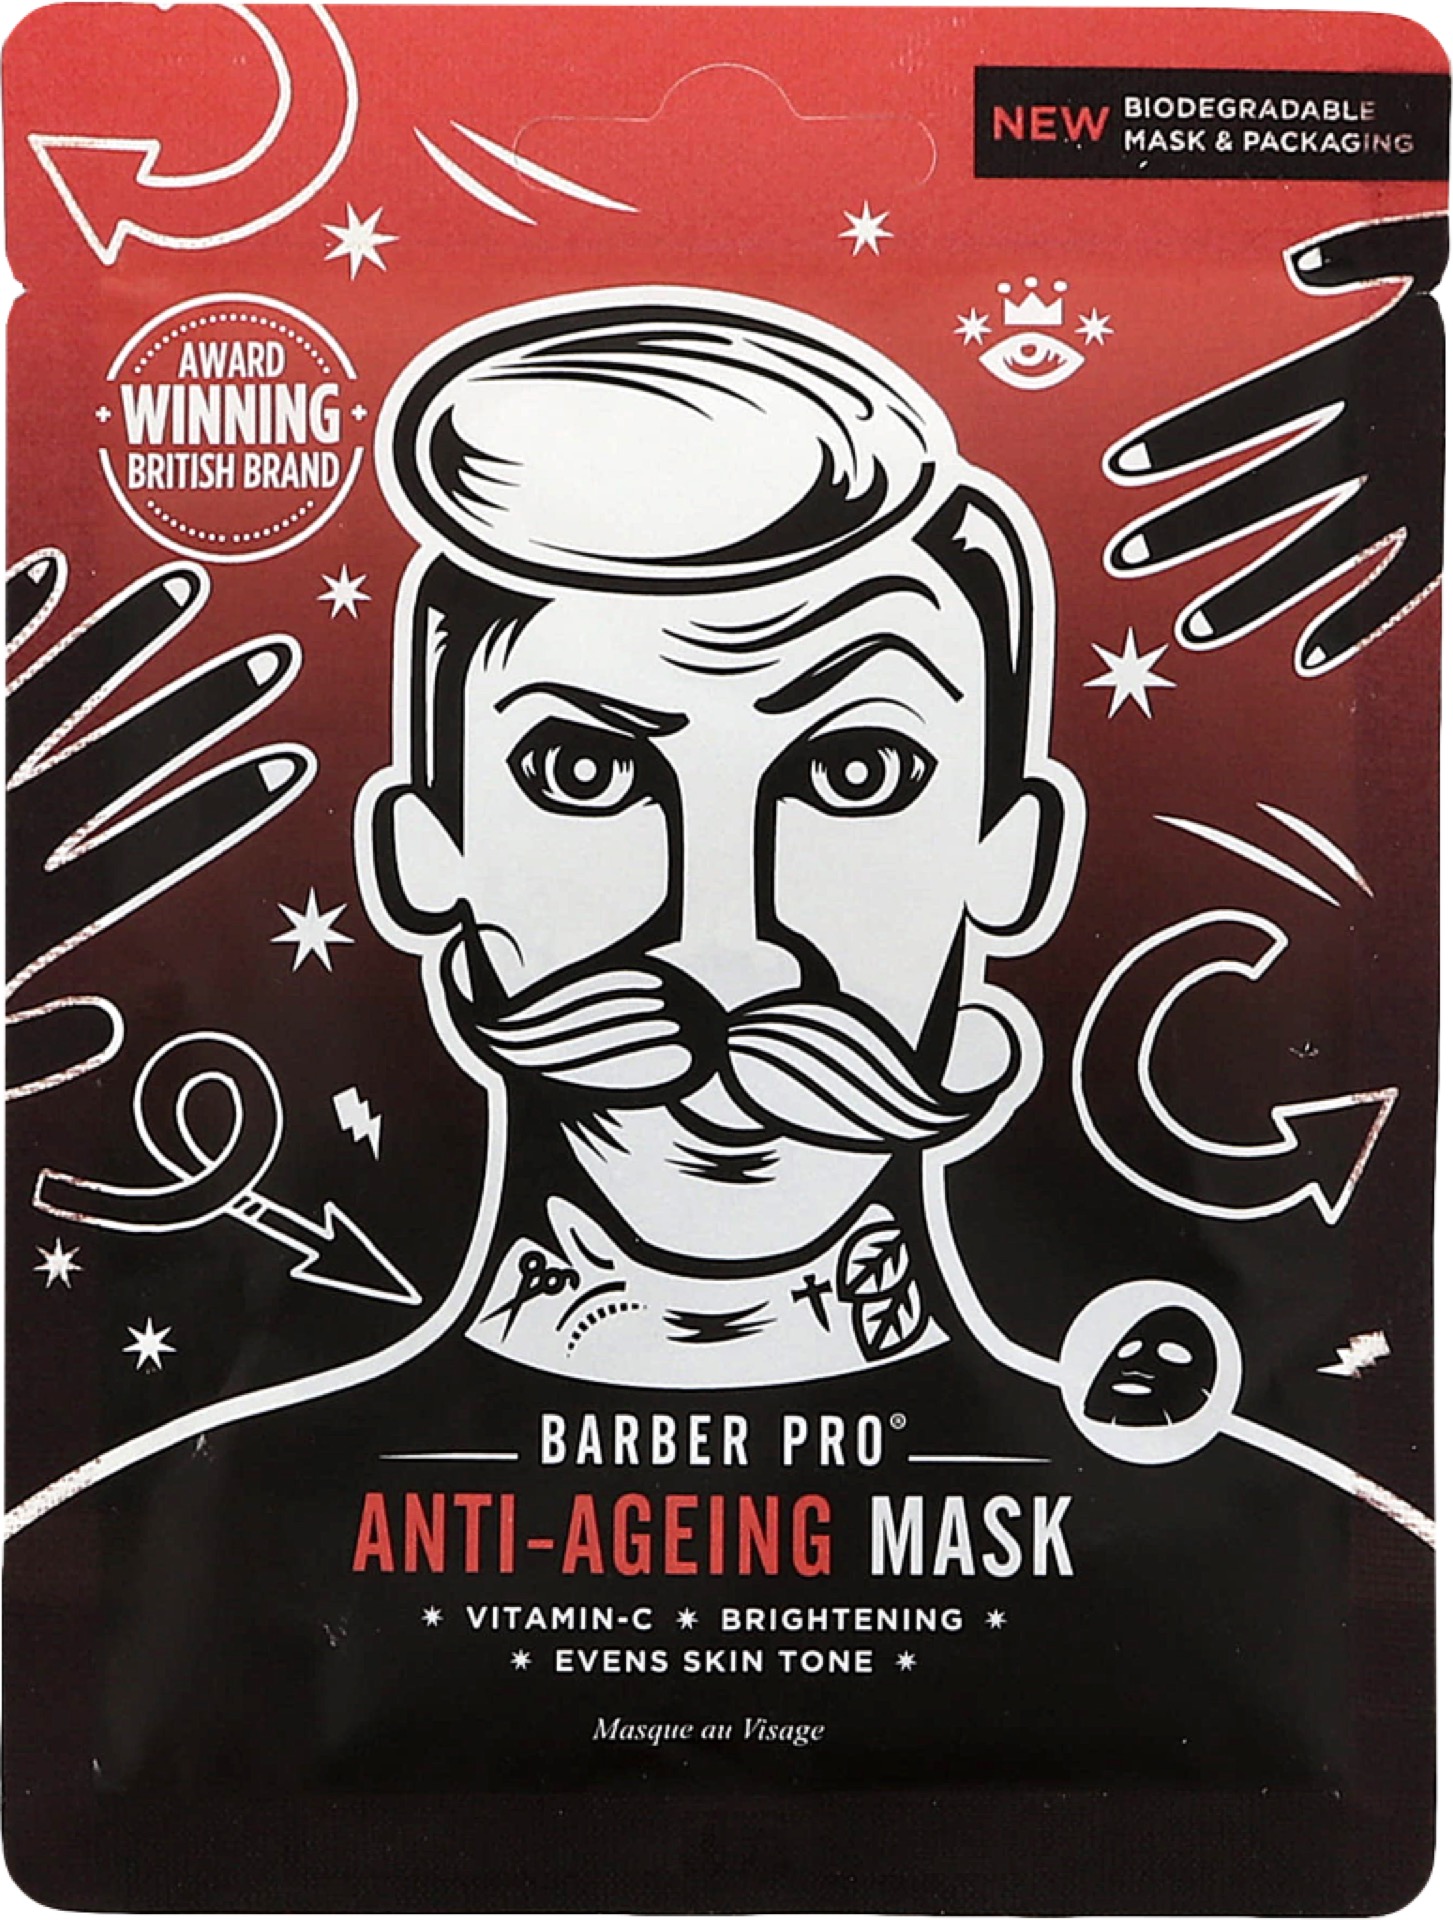 NEW
BIODEGRADABLE
MASK & PACKAGING
AWARD
WINNING
BRITISH BRAND
BARBER PRO®
ANTI-AGEING MASK
VITAMIN-C * BRIGHTENING
EVENS SKIN TONE
Masque au Visage